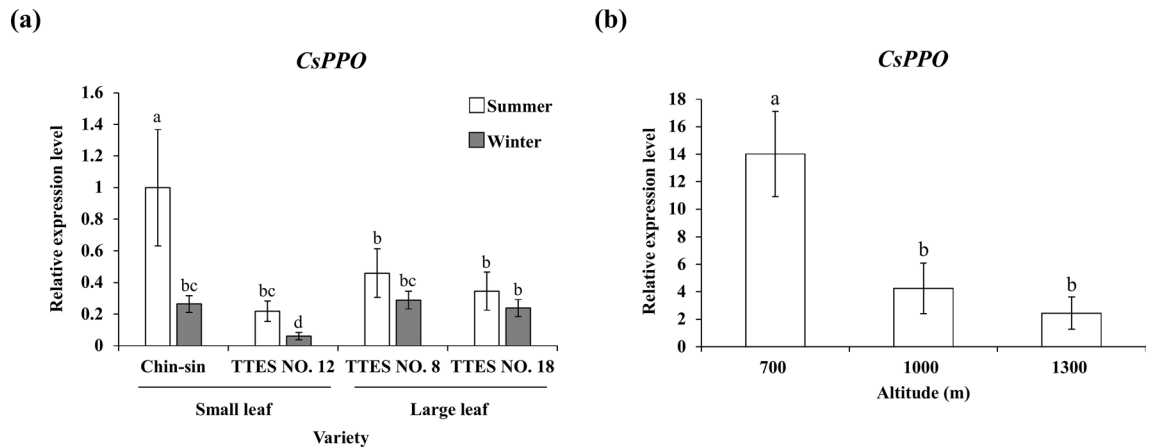 (a)
CsPPO
Relative expression level
1.6
1.4
1.2
1
0.8
0.6
0.4
0.2
0
Summer
Winter
a
bc
bc
d
b
bc
b
b
Chin-sin TTES NO. 12 TTES NO. 8 TTES NO. 18
Small leaf Large leaf
Variety
(b)
CsPPO
Relative expression level
18
16
14
12
10
8
6
4
2
0
a
b
b
700 1000 1300
Altitude (m)